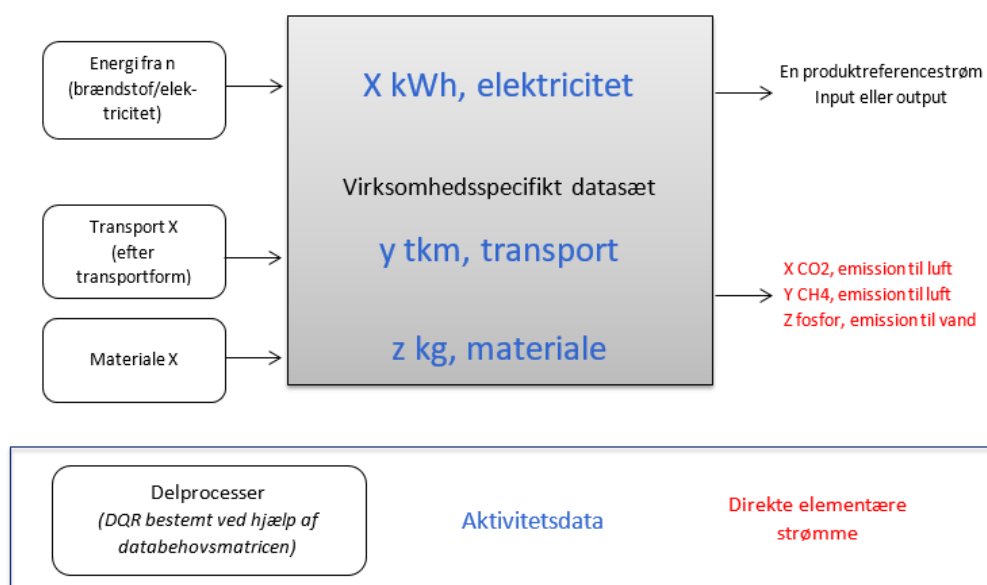 Energi fra n
(brændstof/elek-
tricitet)
X kWh, elektricitet
En produktreferencestrøm
Input eller output
Virksomhedsspecifikt datasæt
Transport X
(efter
transportform)
y tkm, transport
X CO2, emission til luft
Y CH4, emission til luft
Z fosfor, emission til vand
Materiale X
z kg, materiale
Delprocesser
(DQR bestemt ved hjælp af
databehovsmatricen)
Aktivitetsdata
Direkte elementære
strømme